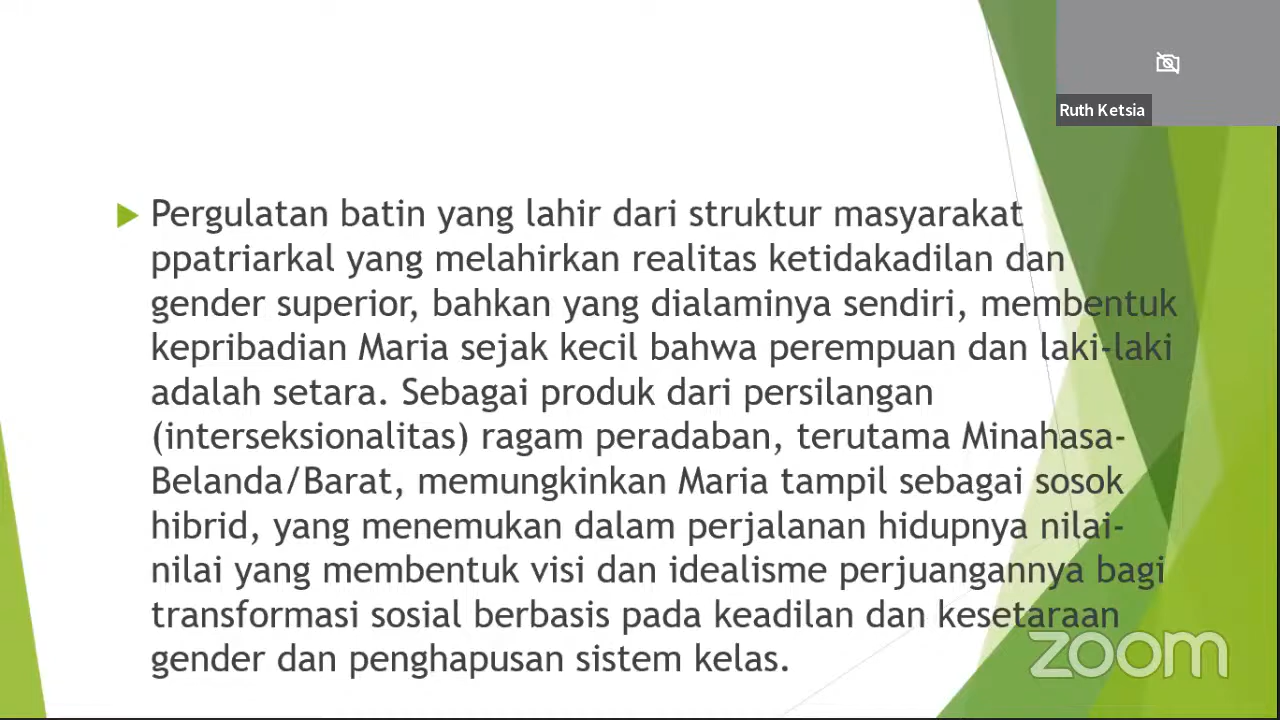 Ruth Ketsia
Pergulatan batin yang lahir dari struktur masyarakat
ppatriarkal yang melahirkan realitas ketidakadilan dan
gender superior, bahkan yang dialaminya sendiri, membentuk
kepribadian Maria sejak kecil bahwa perempuan dan laki-laki
adalah setara. Sebagai produk dari persilangan
(interseksionalitas) ragam peradaban, terutama Minahasa-
Belanda/Barat, memungkinkan Maria tampil sebagai sosok
hibrid, yang menemukan dalam perjalanan hidupnya nilai-
nilai yang membentuk visi dan idealisme perjuangannya bagi
transformasi sosial berbasis pada keadilan dan kesetaraan
gender dan penghapusan sistem kelas.
zoom